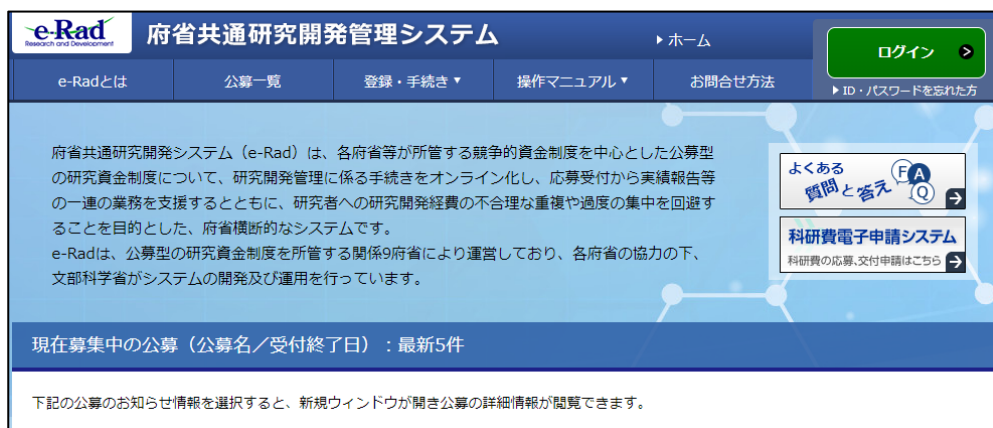 e-Rad
Research and Development
府省共通研究開発管理システム
ホーム
ログイン
ID・パスワードを忘れた方
e-Radとは
公募一覧
登録・手続き▼
操作マニュアル▼
お問合せ方法
府省共通研究開発システム（e-Rad）は、各府省等が所管する競争的資金制度を中心とした公募型
の研究資金制度について、研究開発管理に係る手続きをオンライン化し、応募受付から実績報告等
の一連の業務を支援するとともに、研究者への研究開発経費の不合理な重複や過度の集中を回避す
ることを目的とした、府省横断的なシステムです。
e-Radは、公募型の研究資金制度を所管する関係9府省により運営しており、各府省の協力の下、
文部科学省がシステムの開発及び運用を行っています。
よくある
質問と答え
FAQ
科研費電子申請システム
科研費の応募、交付申請はこちら
現在募集中の公募（公募名／受付終了日）：最新5件
下記の公募のお知らせ情報を選択すると、新規ウィンドウが開き公募の詳細情報が閲覧できます。